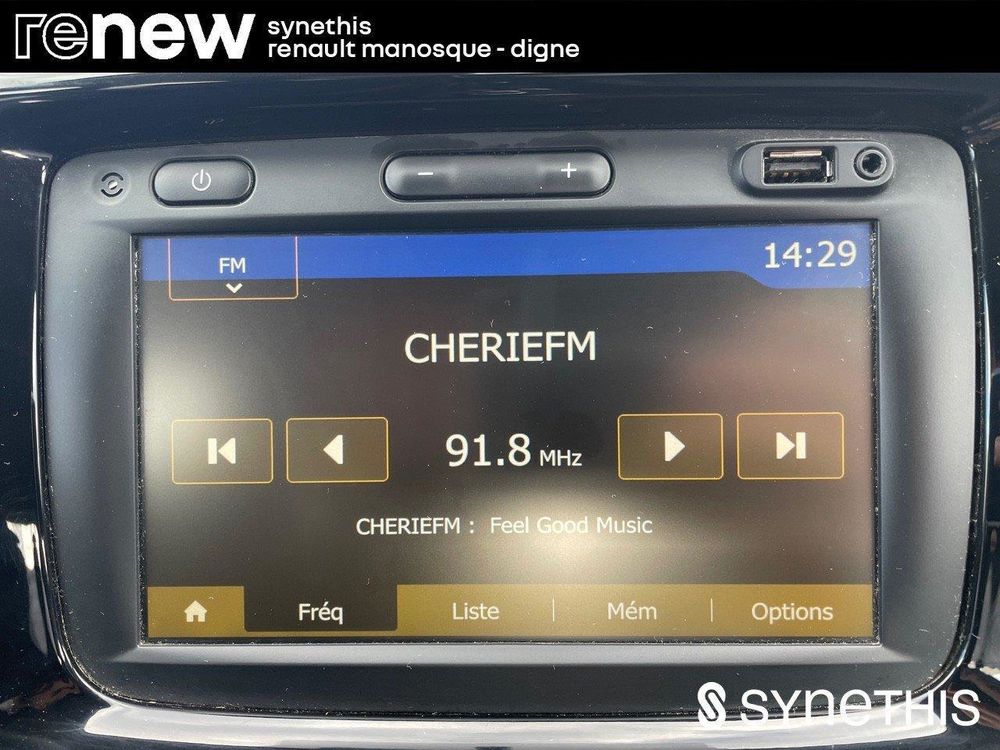 renew
synethis
renault manosque - digne
FM
14:29
CHERIEFM
91.8 MHz
CHERIEFM : Feel Good Music
Fréq Liste Mém Options
SYNETHIS